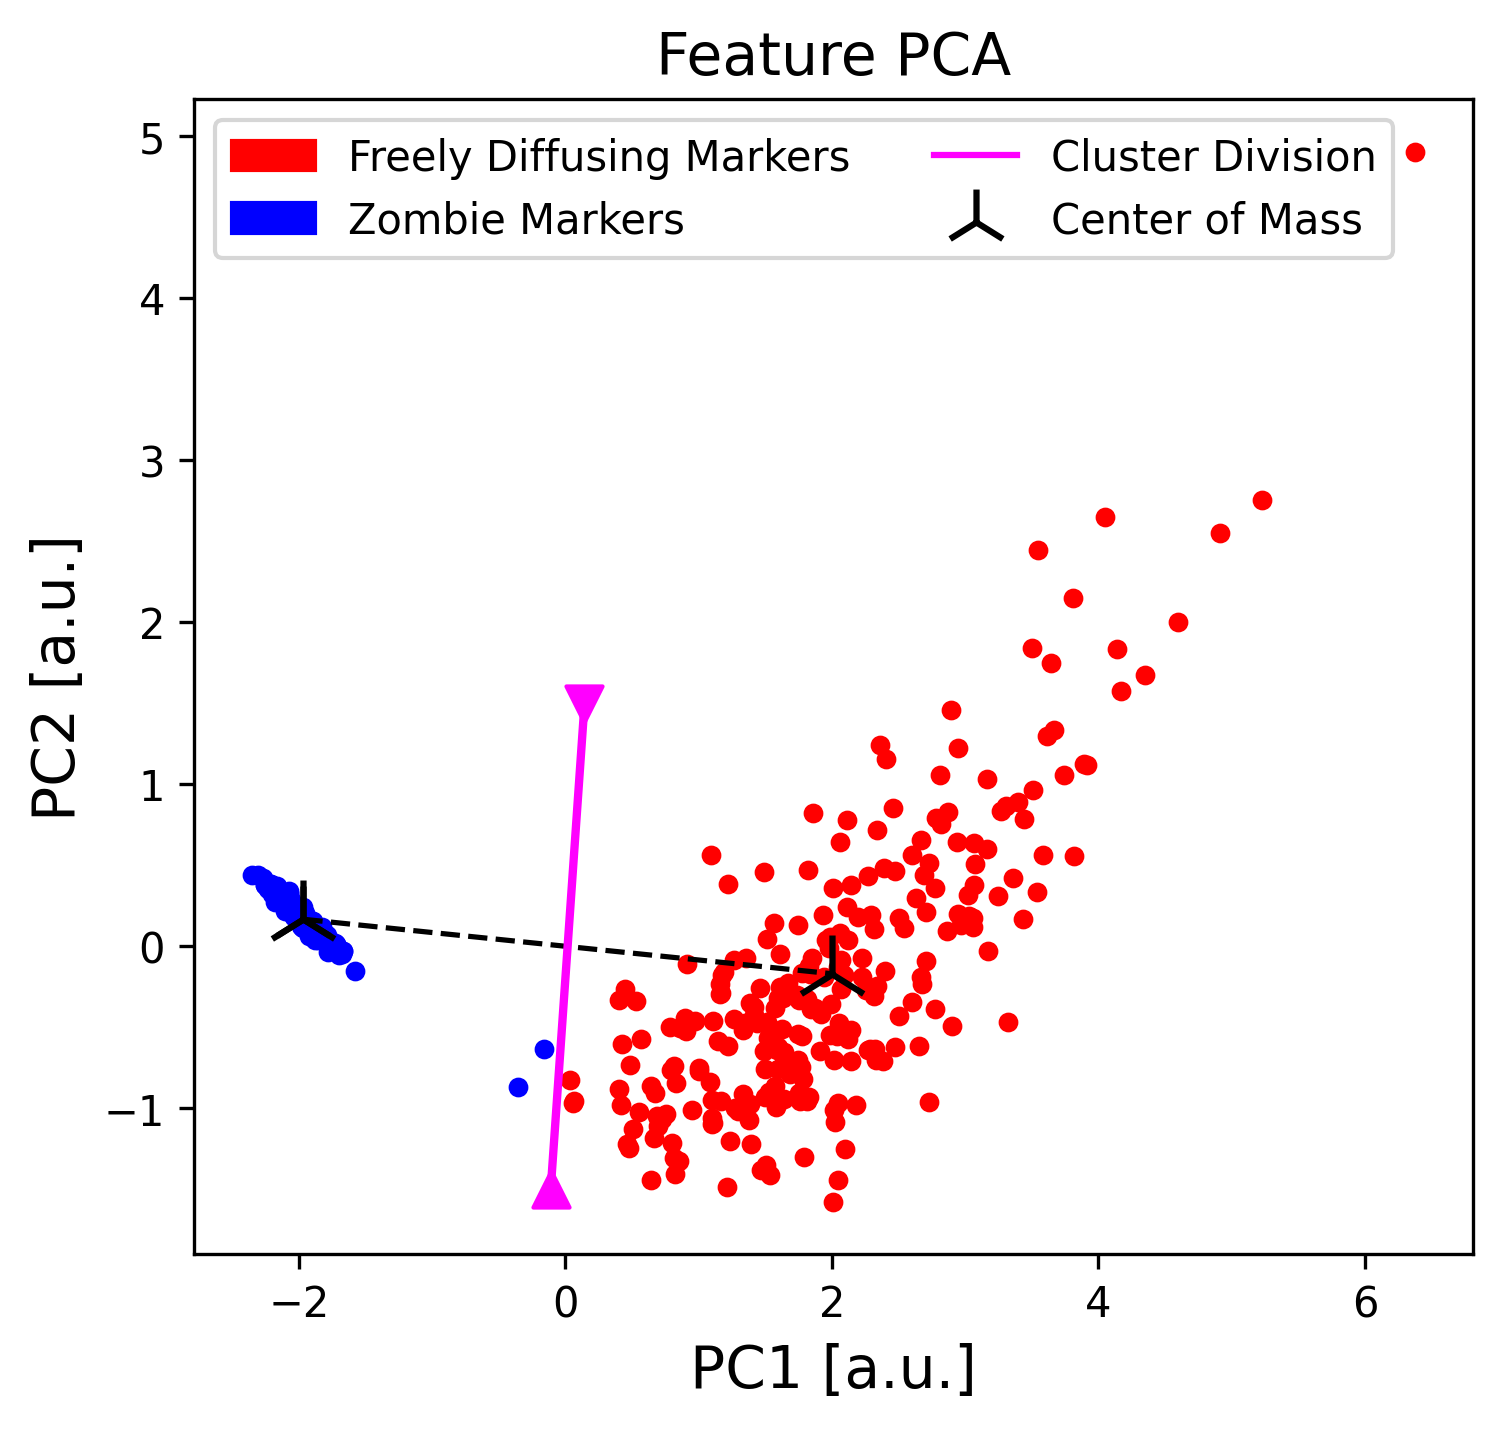 Feature PCA
Freely Diffusing Markers
Zombie Markers
Cluster Division
Center of Mass
5
4
3
2
1
0
−1
PC2 [a.u.]
−2
0
2
4
6
PC1 [a.u.]